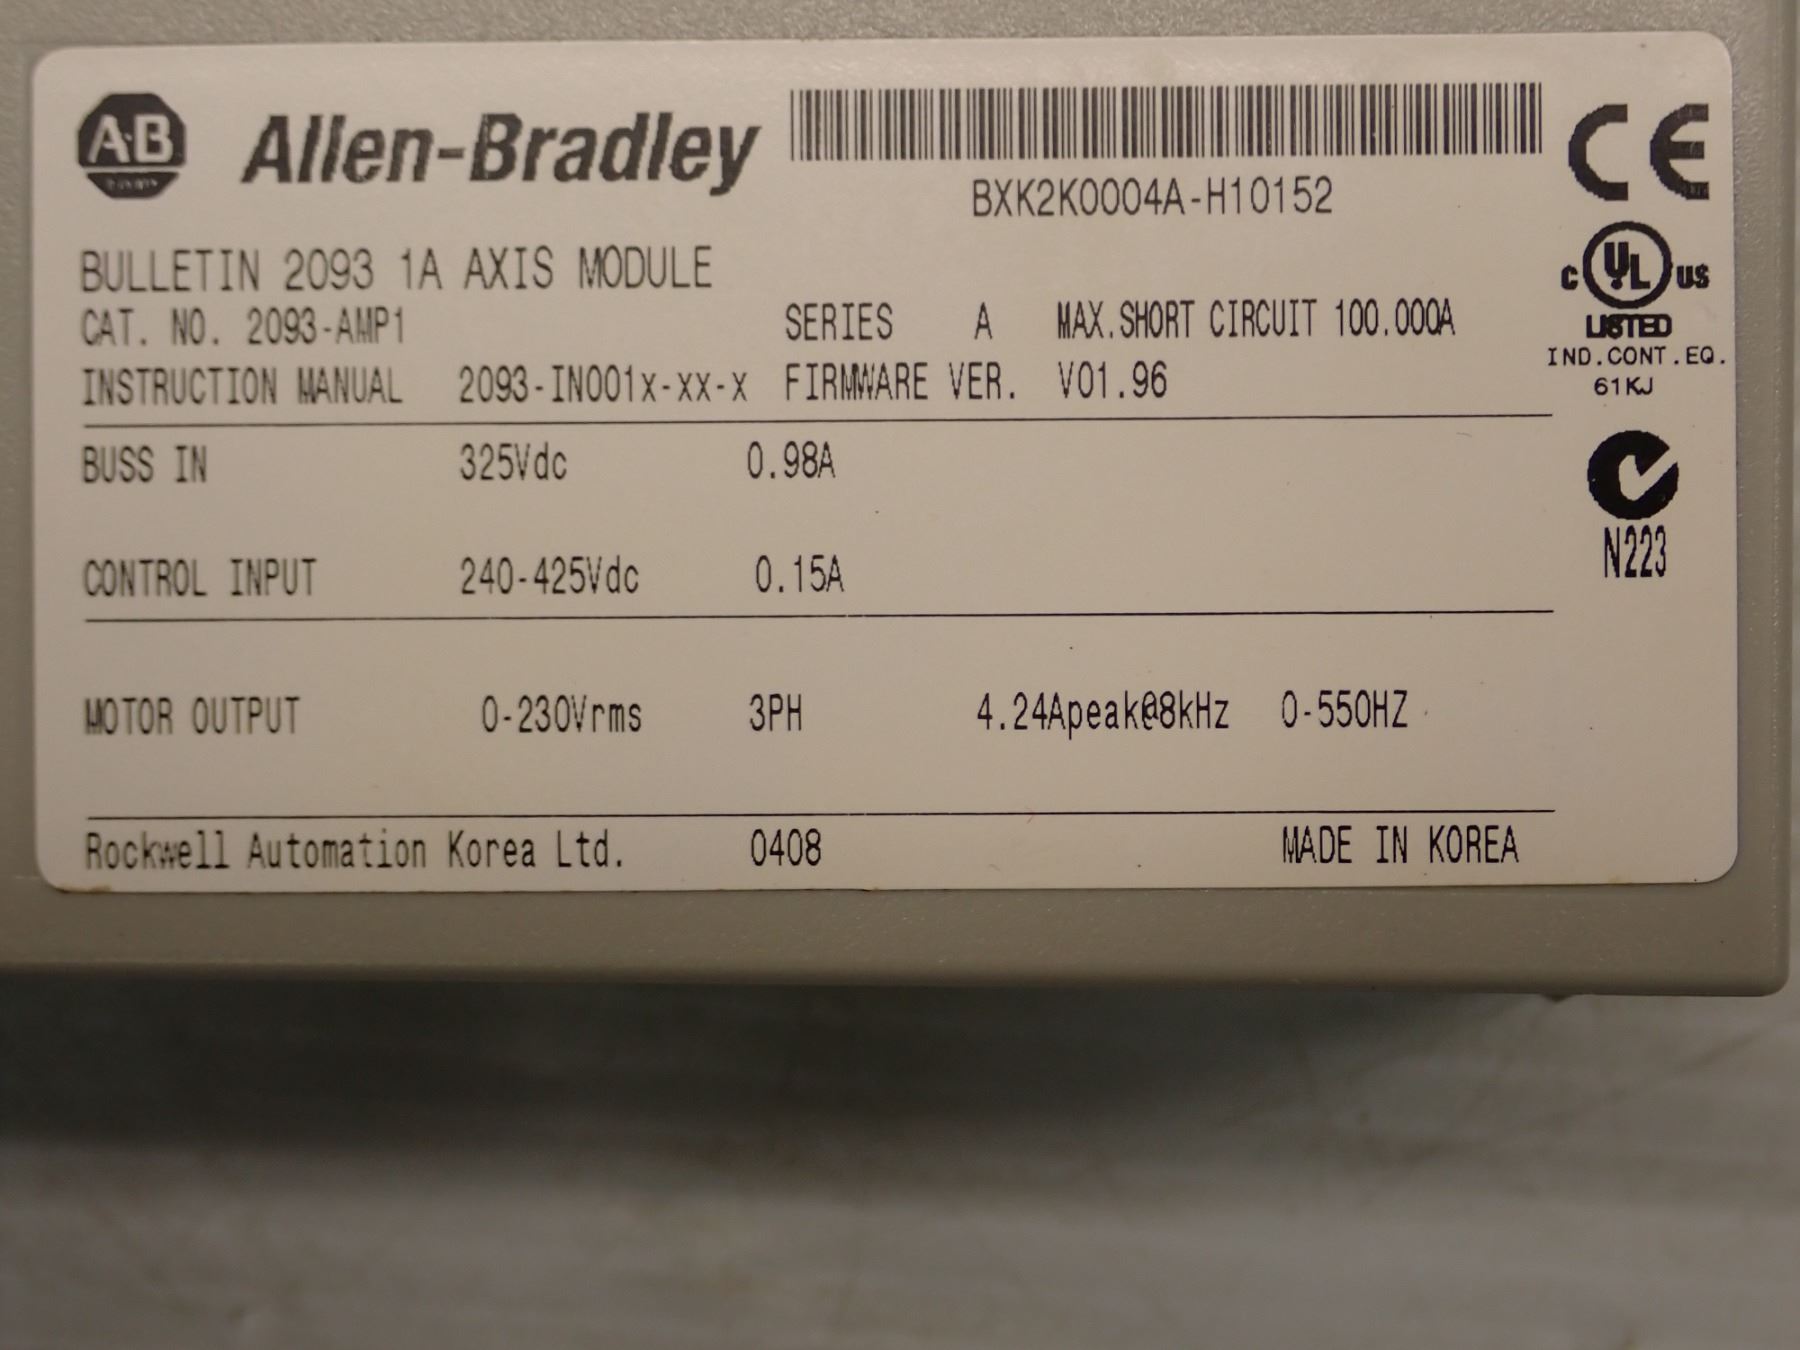 A·B Allen-Bradley
BXK2K0004A-H10152
CE
BULLETIN 2093 1A AXIS MODULE
CAT. NO. 2093-AMP1 SERIES A MAX.SHORT CIRCUIT 100.000A
INSTRUCTION MANUAL 2093-IN001x-xx-x FIRMWARE VER. V01.96
C UL US
LISTED
IND.CONT.EQ.
61KJ
BUSS IN 325Vdc 0.98A
CONTROL INPUT 240-425Vdc 0.15A
N223
MOTOR OUTPUT 0-230Vrms 3PH 4.24Apeak@8kHz 0-550HZ
Rockwell Automation Korea Ltd. 0408 MADE IN KOREA